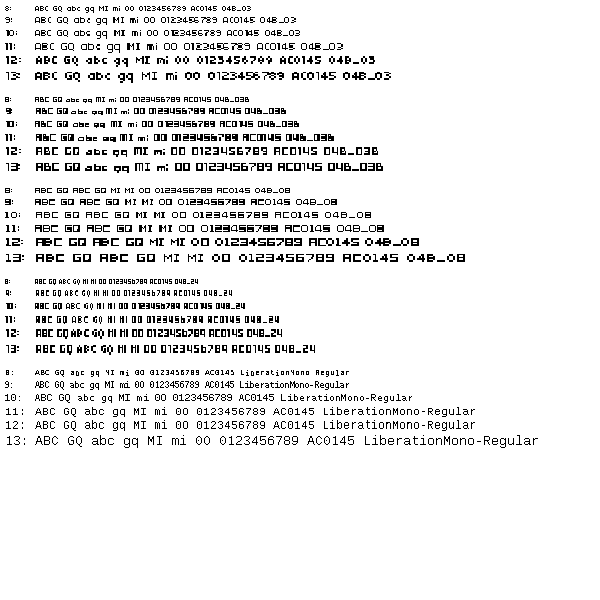 8: ABC GQ abc gq MI mi 00 0123456789 AC0145 04B_03
9: ABC GQ abc gq MI mi 00 0123456789 AC0145 04B_03
10: ABC GQ abc gq MI mi 00 0123456789 AC0145 04B_03
11: ABC GQ abc gq MI mi 00 0123456789 AC0145 04B_03
12: ABC GQ abc gq MI mi 00 0123456789 AC0145 04B_03
13: ABC GQ abc gq MI mi 00 0123456789 AC0145 04B_03
8: ABC GQ abc gq MI mi 00 0123456789 AC0145 04B_03B
9: ABC GQ abc gq MI mi 00 0123456789 AC0145 04B_03B
10: ABC GQ abc gq MI mi 00 0123456789 AC0145 04B_03B
11: ABC GQ abc gq MI mi 00 0123456789 AC0145 04B_03B
12: ABC GQ abc gq MI mi 00 0123456789 AC0145 04B_03B
13: ABC GQ abc gq MI mi 00 0123456789 AC0145 04B_03B
8: ABC GQ ABC GQ MI MI 00 0123456789 AC0145 04B_08
9: ABC GQ ABC GQ MI MI 00 0123456789 AC0145 04B_08
10: ABC GQ ABC GQ MI MI 00 0123456789 AC0145 04B_08
11: ABC GQ ABC GQ MI MI 00 0123456789 AC0145 04B_08
12: ABC GQ ABC GQ MI MI 00 0123456789 AC0145 04B_08
13: ABC GQ ABC GQ MI MI 00 0123456789 AC0145 04B_08
8: ABC GQ ABC GQ MI MI 00 0123456789 AC0145 04B_24
9: ABC GQ ABC GQ MI MI 00 0123456789 AC0145 04B_24
10: ABC GQ ABC GQ MI MI 00 0123456789 AC0145 04B_24
11: ABC GQ ABC GQ MI MI 00 0123456789 AC0145 04B_24
12: ABC GQ ABC GQ MI MI 00 0123456789 AC0145 04B_24
13: ABC GQ ABC GQ MI MI 00 0123456789 AC0145 04B_24
8: ABC GQ abc gq MI mi 00 0123456789 AC0145 LiberationMono-Regular
9: ABC GQ abc gq MI mi 00 0123456789 AC0145 LiberationMono-Regular
10: ABC GQ abc gq MI mi 00 0123456789 AC0145 LiberationMono-Regular
11: ABC GQ abc gq MI mi 00 0123456789 AC0145 LiberationMono-Regular
12: ABC GQ abc gq MI mi 00 0123456789 AC0145 LiberationMono-Regular
13: ABC GQ abc gq MI mi 00 0123456789 AC0145 LiberationMono-Regular